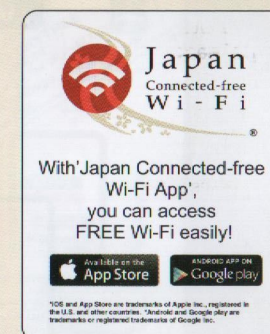 Japan
Connected-free
Wi-Fi
®
With'Japan Connected-free
Wi-Fi App',
you can access
FREE Wi-Fi easily!
Available on the
App Store
ANDROID APP ON
Google play
*IOS and App Store are trademarks of Apple Inc., registered in
the U.S. and other countries. *Android and Google play are
trademarks or registered trademarks of Google Inc.